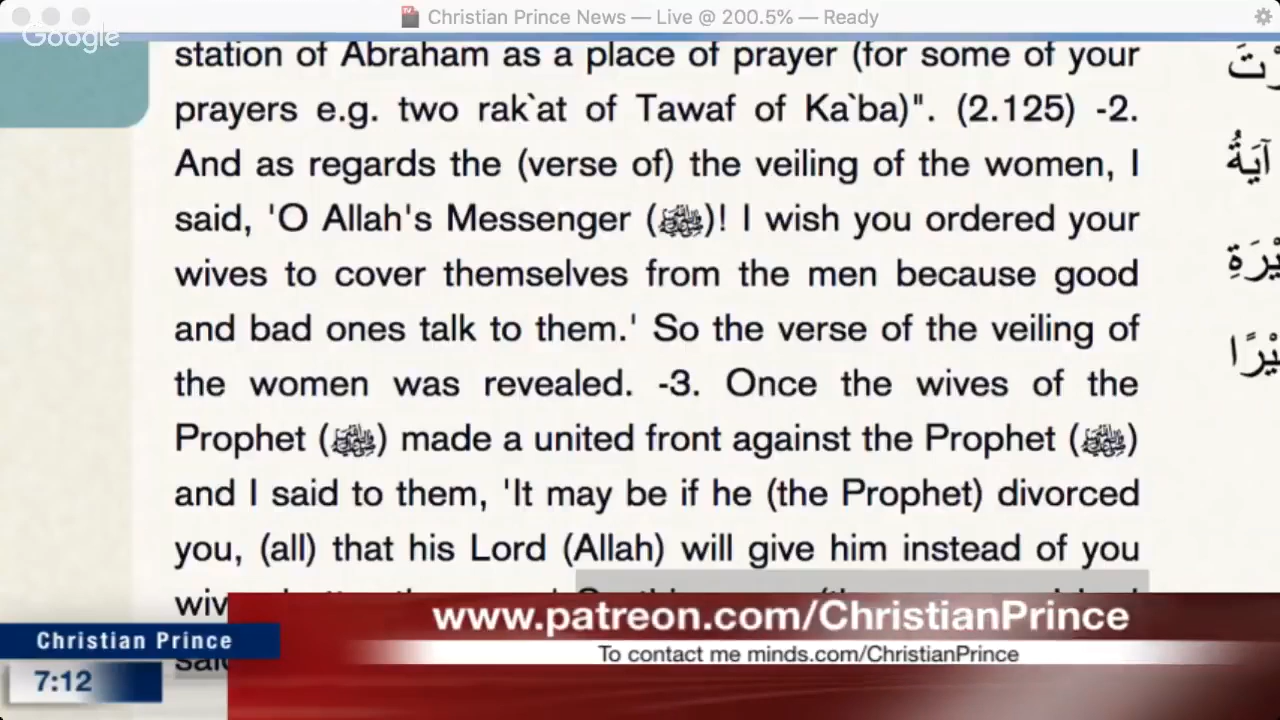 Christian Prince News — Live @ 200.5% — Ready
Google
station of Abraham as a place of prayer (for some of your
prayers e.g. two rak`at of Tawaf of Ka`ba)". (2.125) -2.
And as regards the (verse of) the veiling of the women, I
said, 'O Allah's Messenger (ﷺ)! I wish you ordered your
wives to cover themselves from the men because good
and bad ones talk to them.' So the verse of the veiling of
the women was revealed. -3. Once the wives of the
Prophet (ﷺ) made a united front against the Prophet (ﷺ)
and I said to them, 'It may be if he (the Prophet) divorced
you, (all) that his Lord (Allah) will give him instead of you
آيَةُ
www.patreon.com/ChristianPrince
To contact me minds.com/ChristianPrince
Christian Prince
7:12